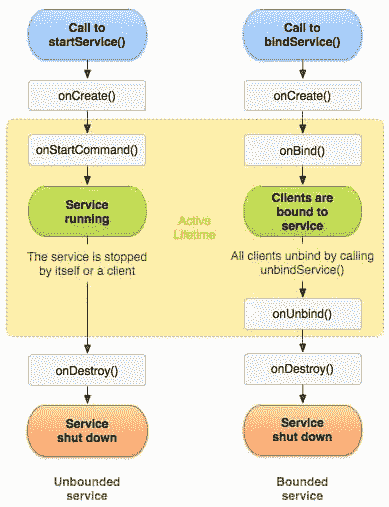 Call to
startService()
onCreate()
onStartCommand()
Service
running
The service is stopped
by itself or a client
onDestroy()
Service
shut down
Unbounded
service
Active
Lifetime
Call to
bindService()
onCreate()
onBind()
Clients are
bound to
service
All clients unbind by calling
unbindService()
onUnbind()
onDestroy()
Service
shut down
Bounded
service